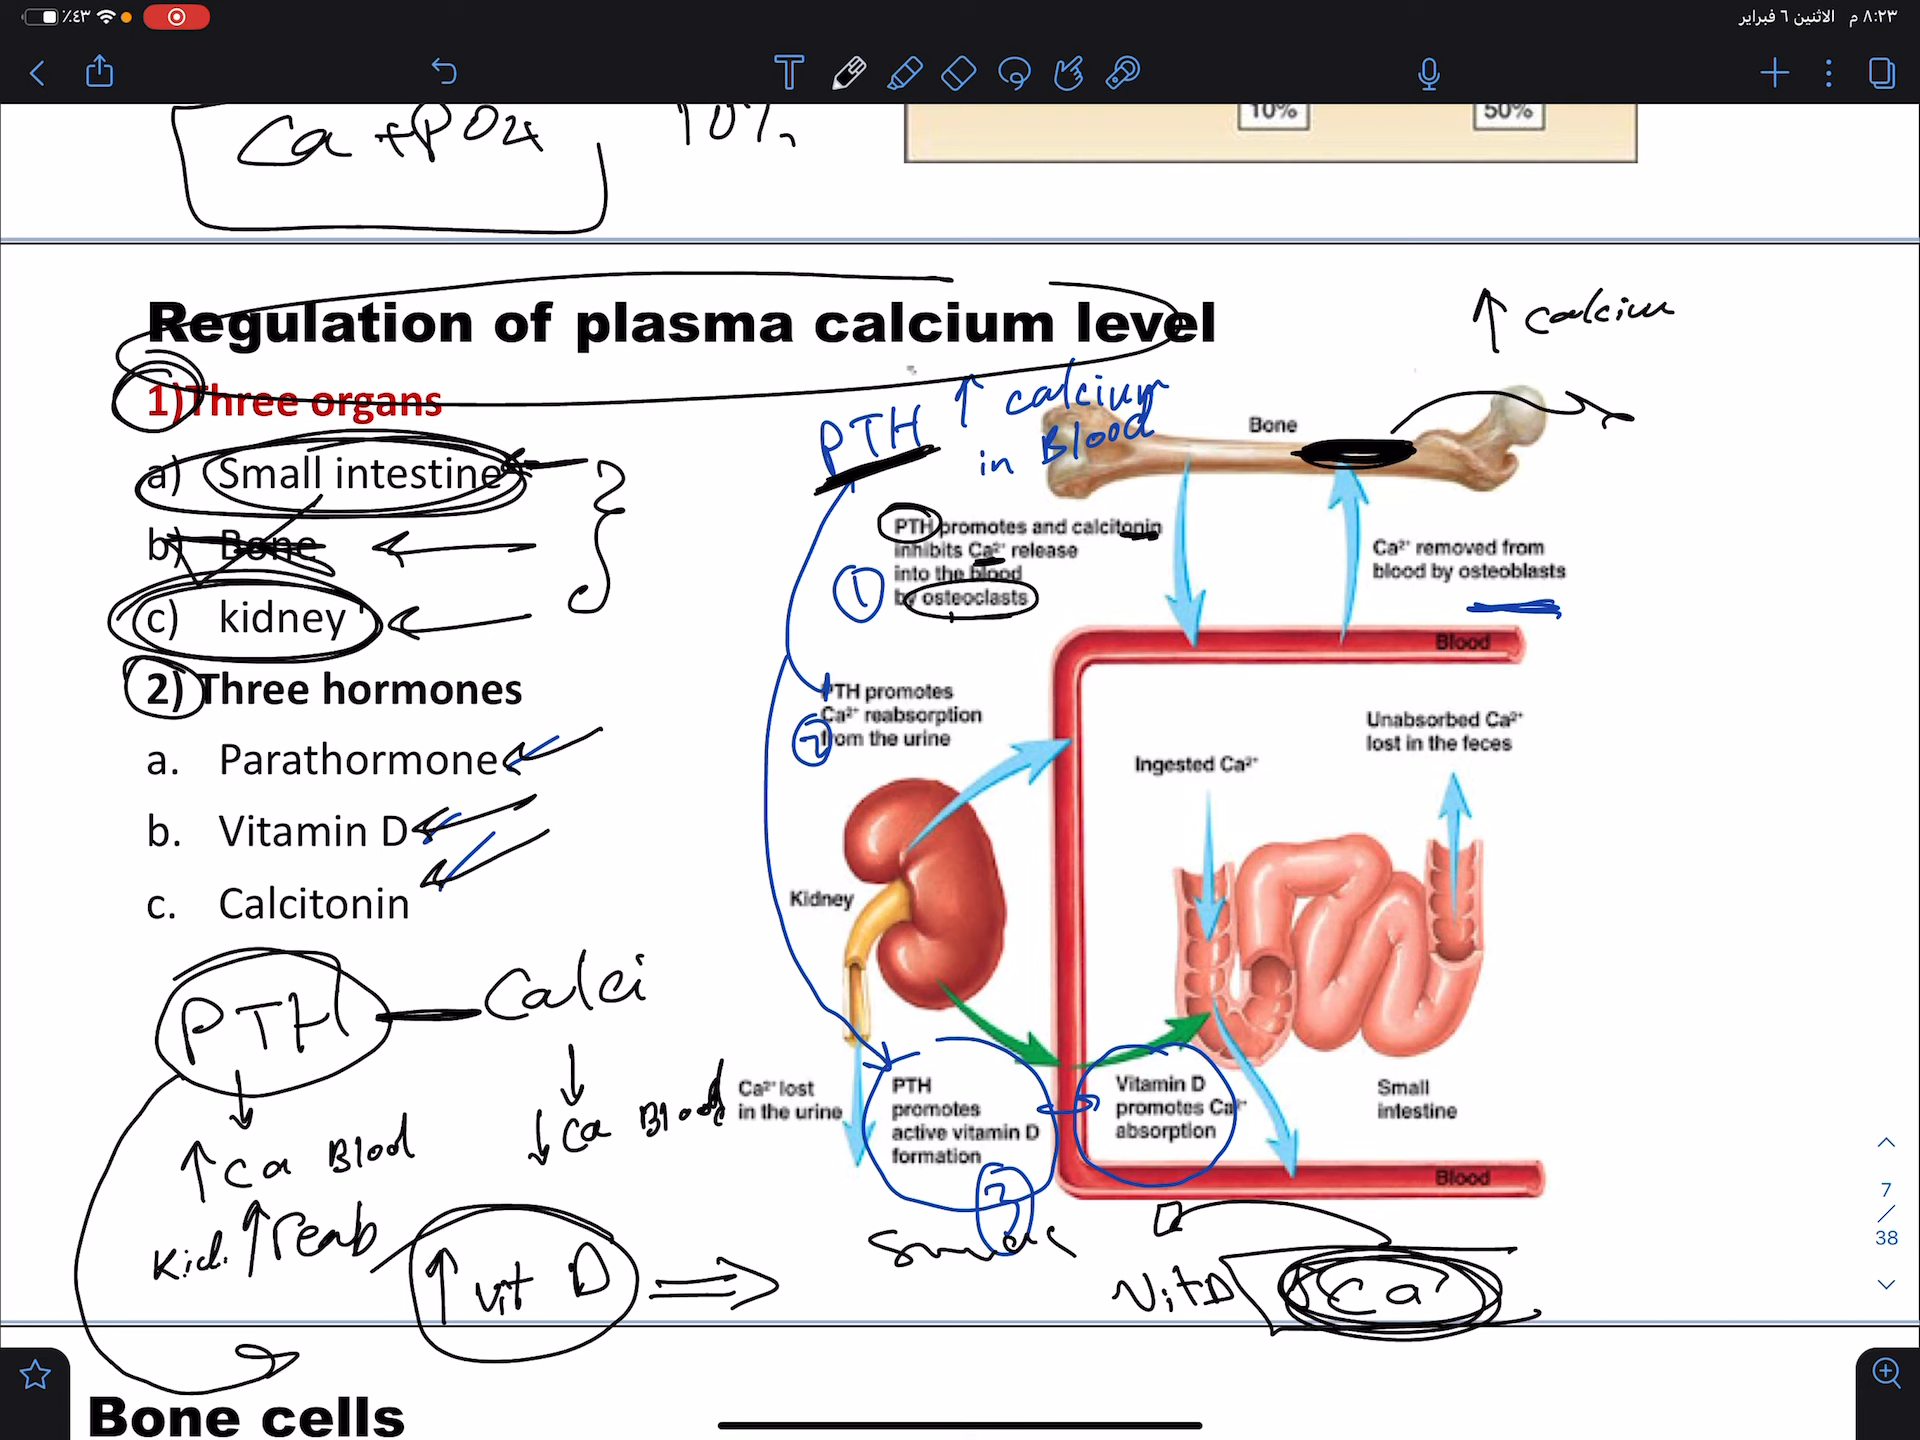 ٪٤٣
٨:٢٣ م الاثنين ٦ فبراير
Ca + PO4 10%
10% 50%
Regulation of plasma calcium level
↑ calcium
1)Three organs
PTH ↑ calcium in Blood
a) Small intestine
b) Bone
c) kidney
2) Three hormones
a. Parathormone
b. Vitamin D
c. Calcitonin
Bone
PTH promotes and calcitonin
inhibits Ca²⁺ release
into the blood
by osteoclasts
1
Ca²⁺ removed from
blood by osteoblasts
Blood
PTH promotes
Ca²⁺ reabsorption
from the urine
2
Ingested Ca²⁺
Unabsorbed Ca²⁺
lost in the feces
Kidney
Ca²⁺ lost
in the urine
PTH
promotes
active vitamin D
formation
3
Vitamin D
promotes Ca²⁺
absorption
Small
intestine
Blood
PTH — Calci
↑ Ca Blood
↓ Ca Blood
Kid. ↑ reab
↑ Vit D
Vit D Ca
7
/
38
Bone cells